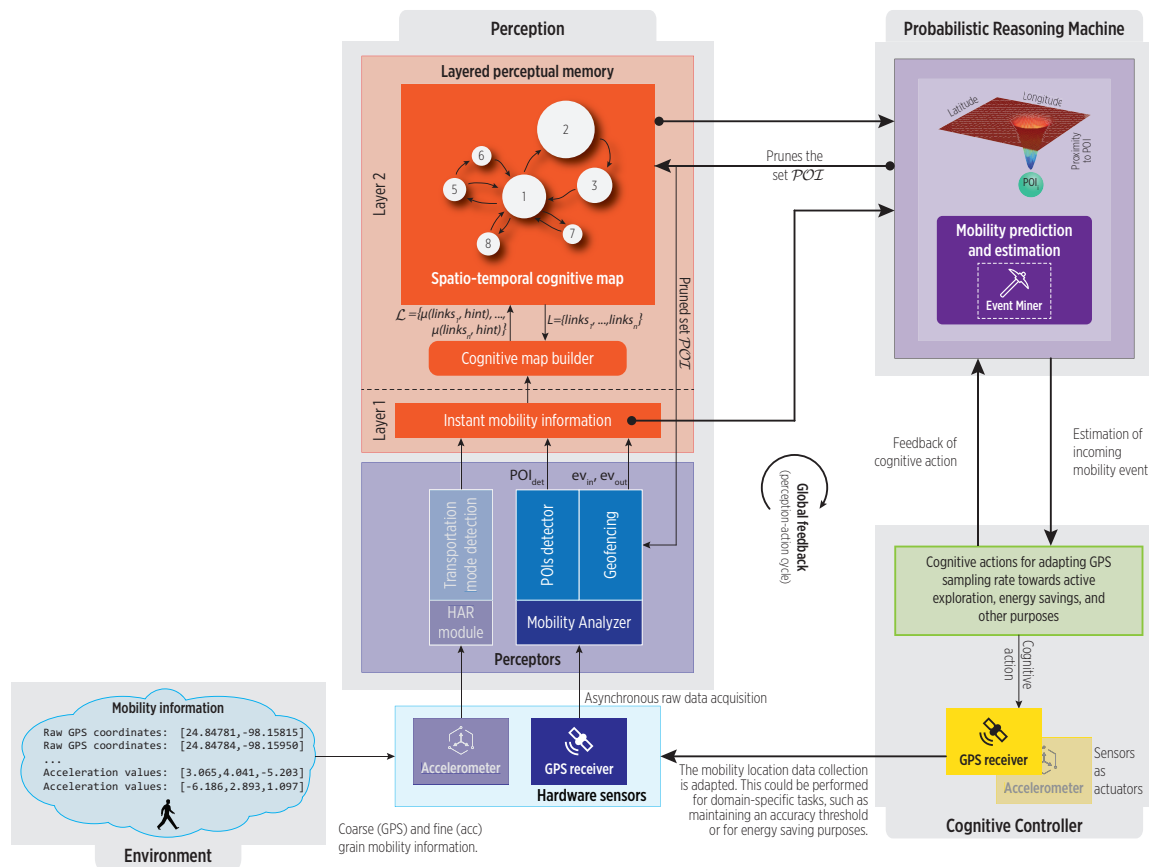 Perception
Layered perceptual memory
Layer 2
1
2
3
5
6
7
8
Spatio-temporal cognitive map
ℒ={μ(links₁, hint), ...,
μ(linksₙ, hint)}
L={links₁, ...,linksₙ}
Cognitive map builder
Layer 1
Instant mobility information
POI_det
ev_in, ev_out
Transportation
mode detection
HAR
module
POIs detector
Geofencing
Mobility Analyzer
Perceptors
Prunes the
set 𝒫𝒪ℐ
Pruned set 𝒫𝒪ℐ
Probabilistic Reasoning Machine
Latitude
Longitude
Proximity
to POI
Mobility prediction
and estimation
Event Miner
Feedback of
cognitive action
Estimation of
incoming
mobility event
Global feedback
(perception-action cycle)
Cognitive actions for adapting GPS
sampling rate towards active
exploration, energy savings, and
other purposes
Cognitive
action
GPS receiver
Accelerometer
Sensors
as
actuators
Cognitive Controller
The mobility location data collection
is adapted. This could be performed
for domain-specific tasks, such as
maintaining an accuracy threshold
or for energy saving purposes.
Asynchronous raw data acquisition
Accelerometer
GPS receiver
Hardware sensors
Coarse (GPS) and fine (acc)
grain mobility information.
Mobility information
Raw GPS coordinates: [24.84781,-98.15815]
Raw GPS coordinates: [24.84784,-98.15950]
...
Acceleration values: [3.065,4.041,-5.203]
Acceleration values: [-6.186,2.893,1.097]
Environment